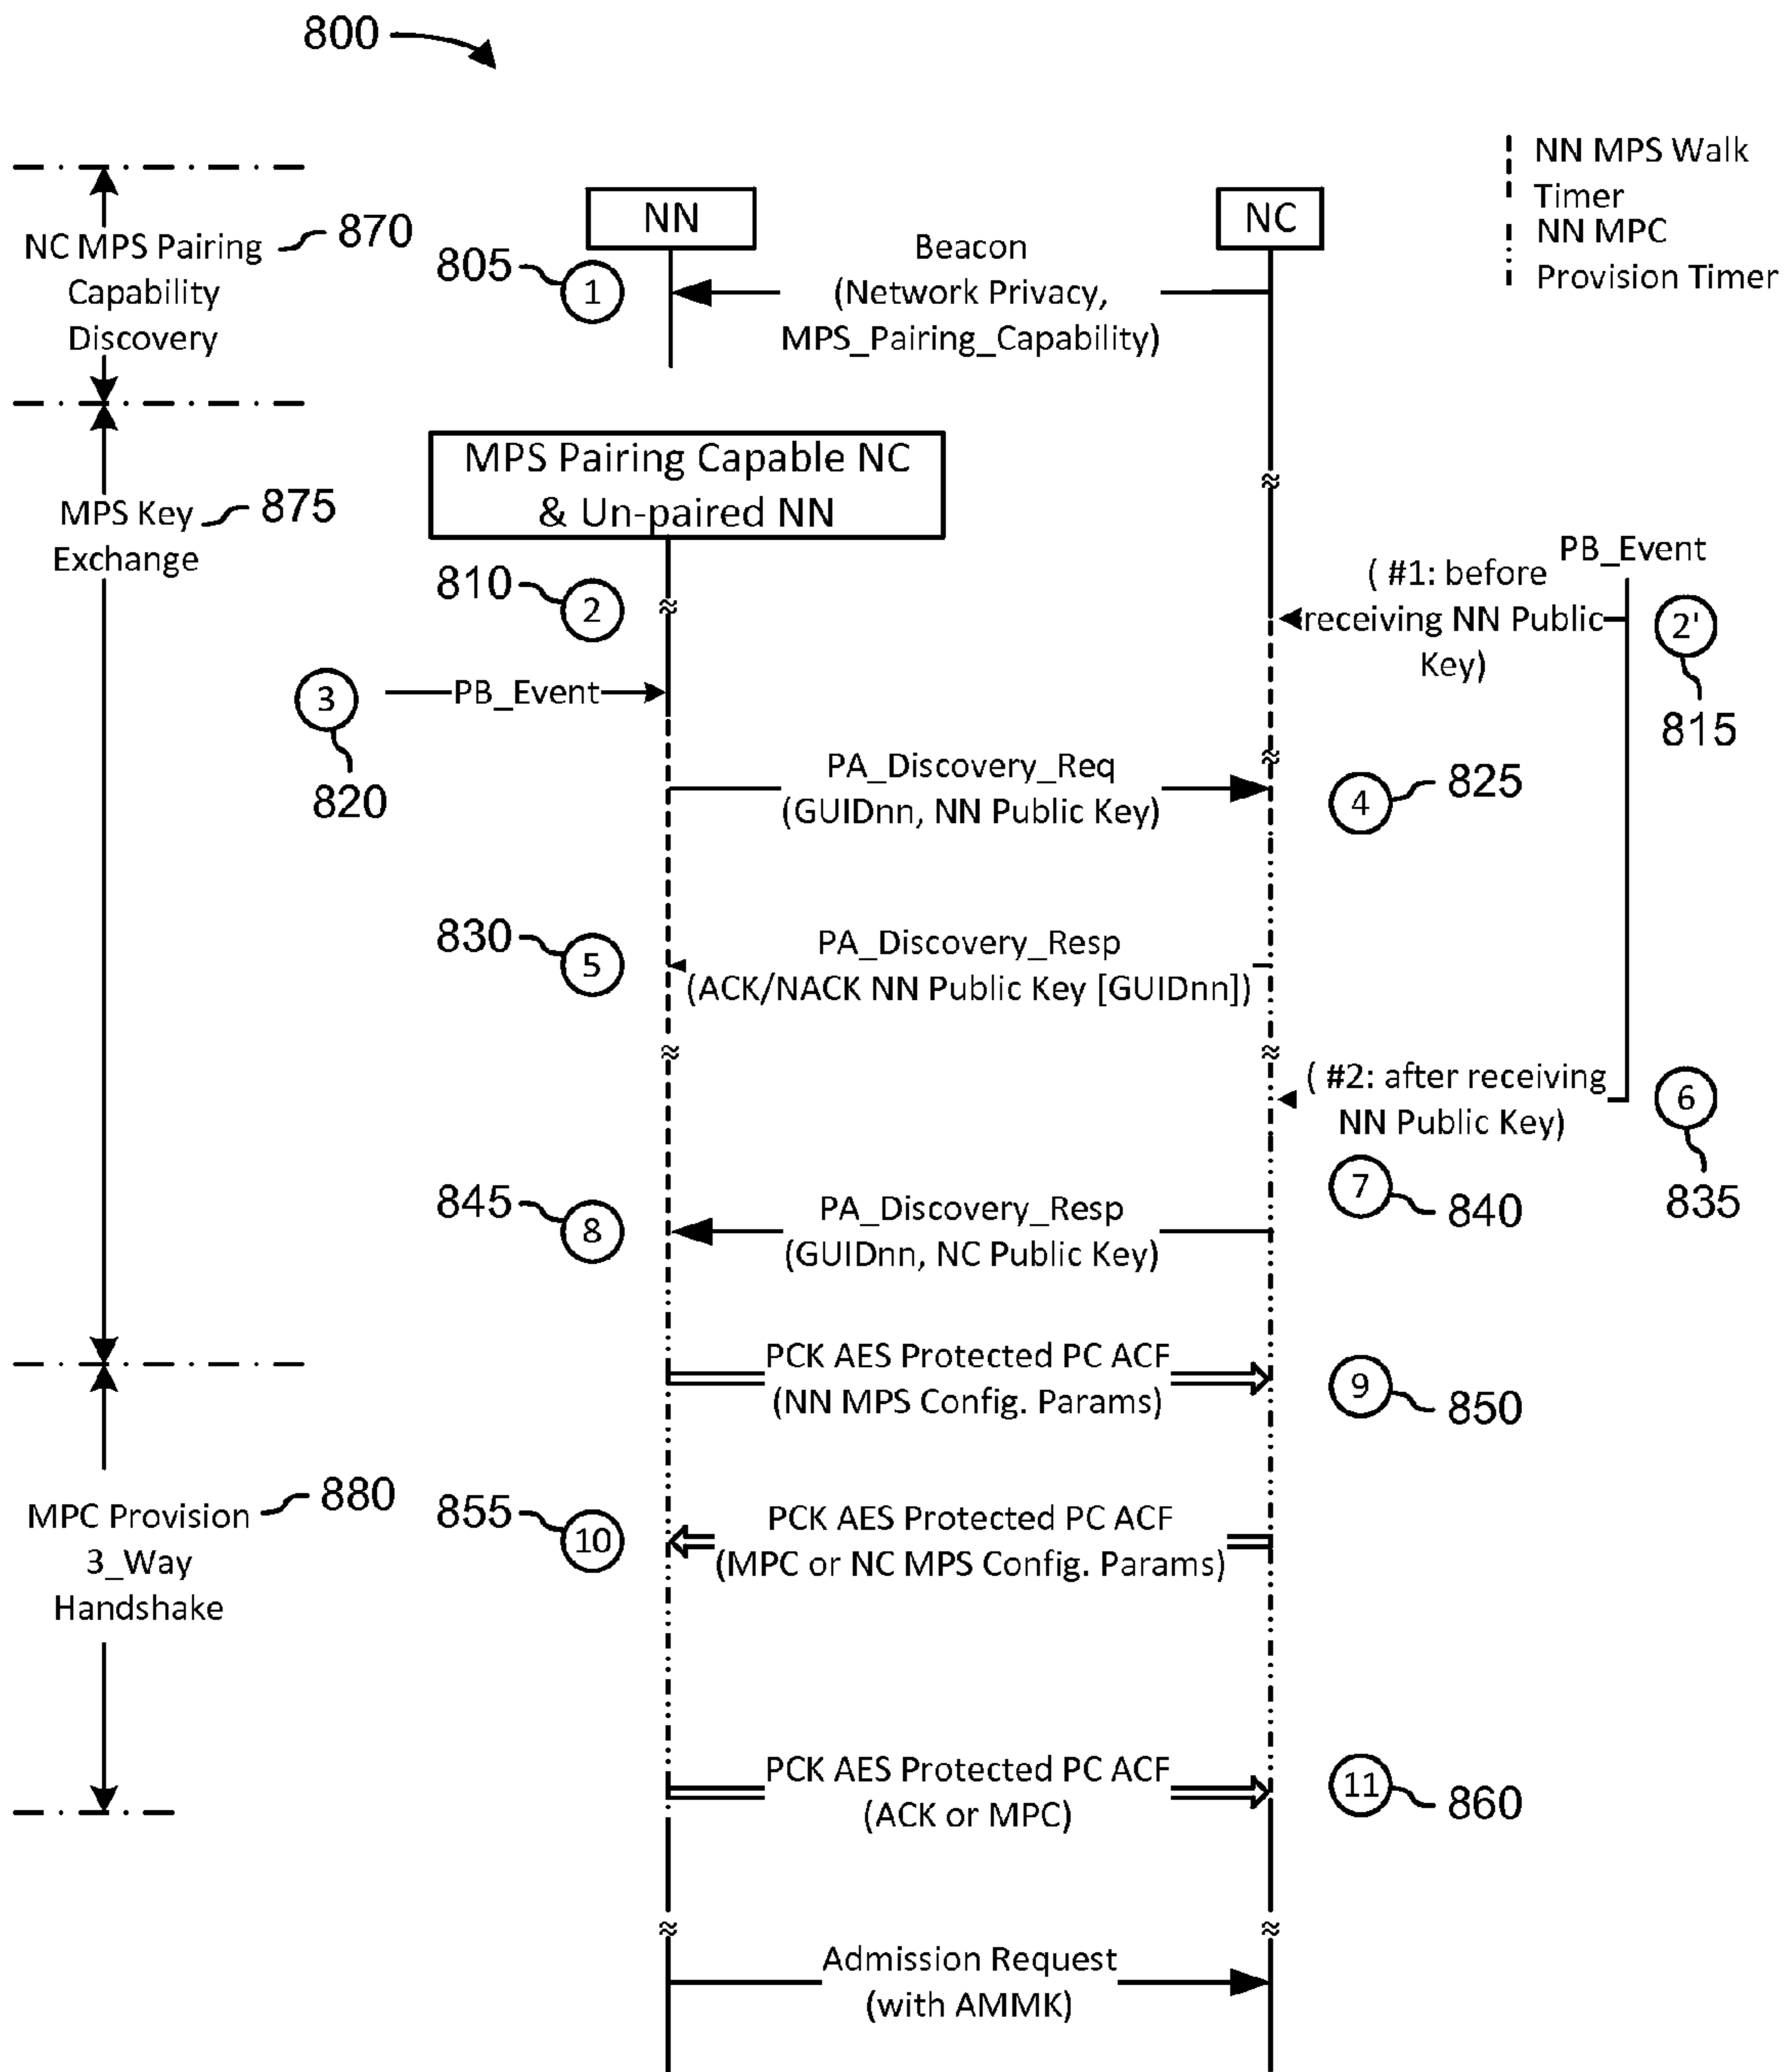 800
NN MPS Walk
Timer
NN MPC
Provision Timer
NN
NC
NC MPS Pairing
Capability
Discovery
870
805
1
Beacon
(Network Privacy,
MPS_Pairing_Capability)
MPS Pairing Capable NC
& Un-paired NN
MPS Key
Exchange
875
810
2
PB_Event
( #1: before
receiving NN Public
Key)
2'
815
3
820
PB_Event
PA_Discovery_Req
(GUIDnn, NN Public Key)
4
825
830
5
PA_Discovery_Resp
(ACK/NACK NN Public Key [GUIDnn])
( #2: after receiving
NN Public Key)
6
835
7
840
845
8
PA_Discovery_Resp
(GUIDnn, NC Public Key)
PCK AES Protected PC ACF
(NN MPS Config. Params)
9
850
MPC Provision
3_Way
Handshake
880
855
10
PCK AES Protected PC ACF
(MPC or NC MPS Config. Params)
PCK AES Protected PC ACF
(ACK or MPC)
11
860
Admission Request
(with AMMK)